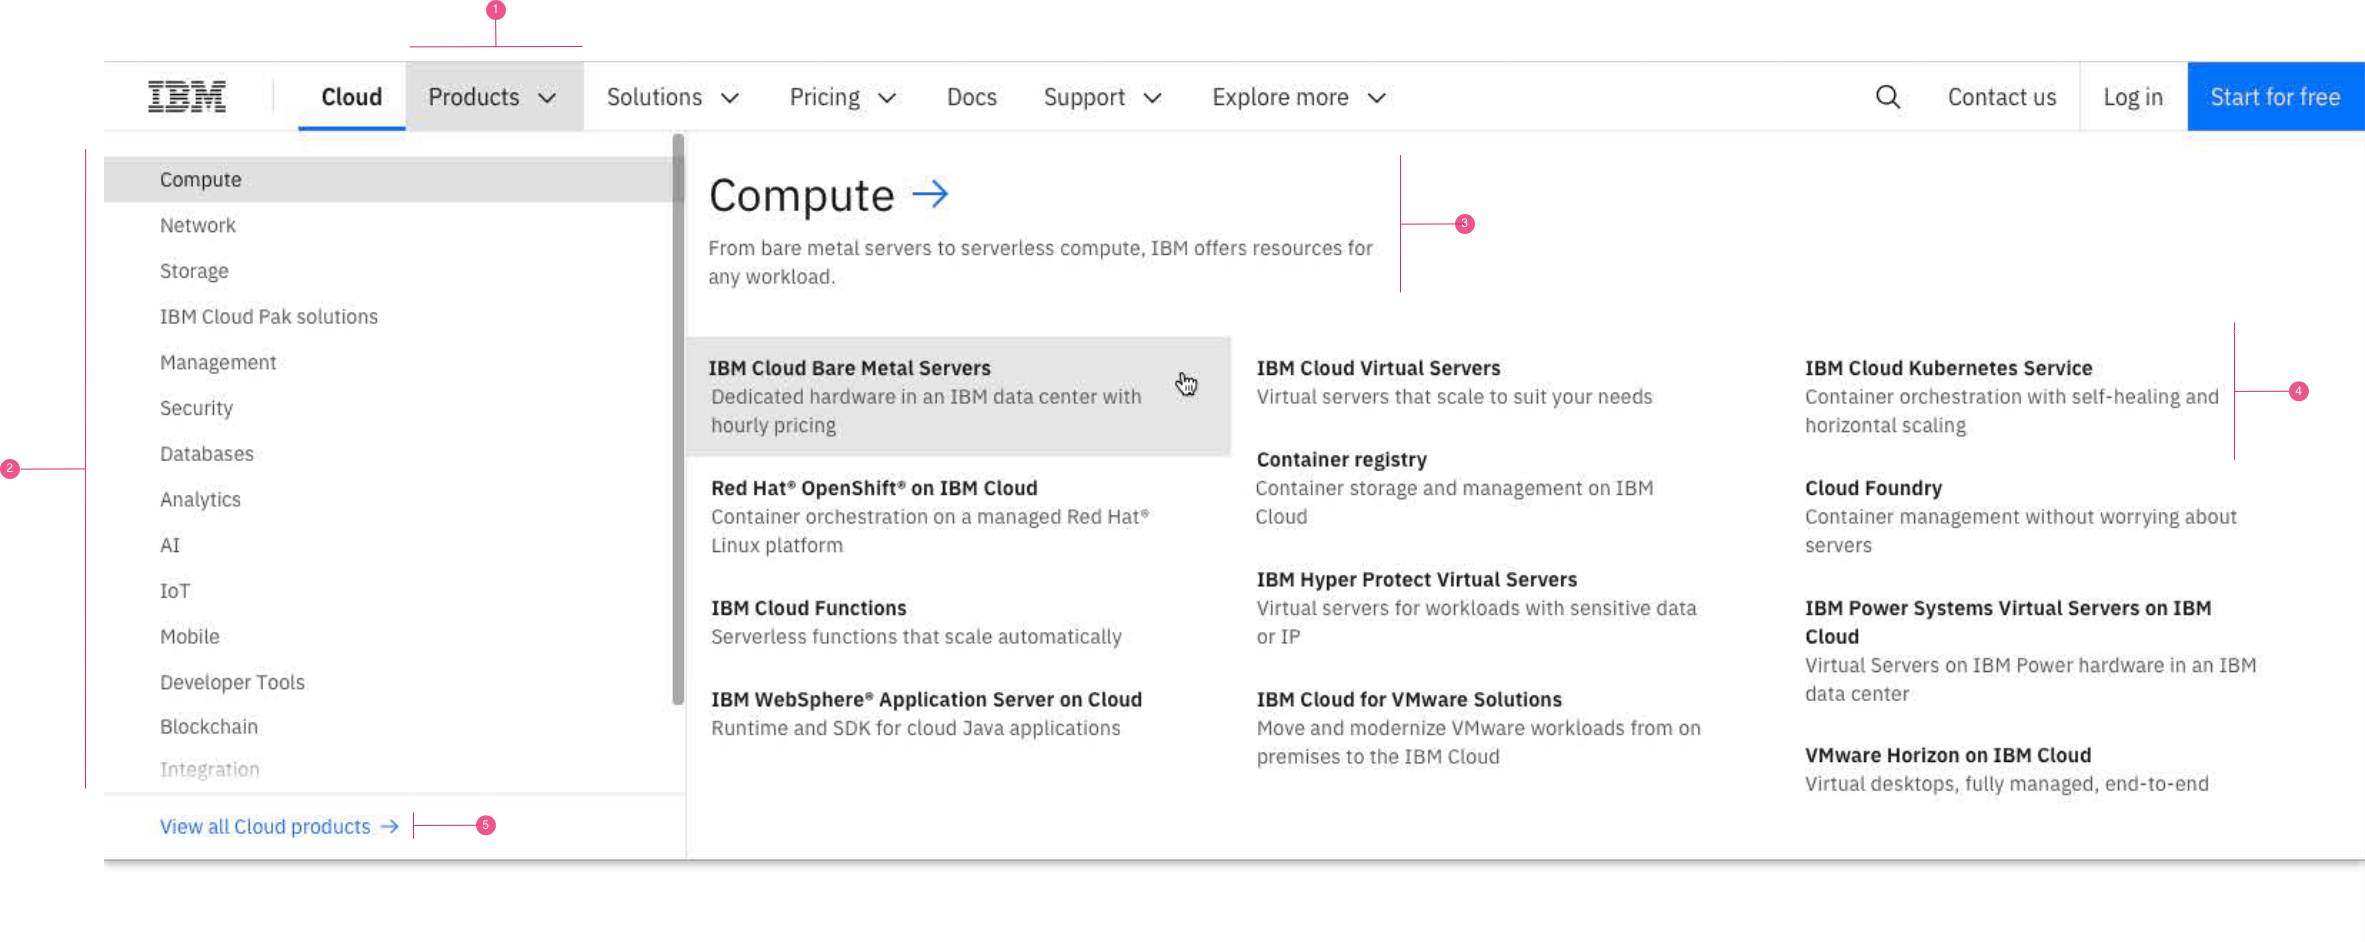 1
IBM Cloud Products Solutions Pricing Docs Support Explore more Contact us Log in Start for free
2
Compute
Network
Storage
IBM Cloud Pak solutions
Management
Security
Databases
Analytics
AI
IoT
Mobile
Developer Tools
Blockchain
Integration
View all Cloud products →
5
Compute →
From bare metal servers to serverless compute, IBM offers resources for
any workload.
3
IBM Cloud Bare Metal Servers
Dedicated hardware in an IBM data center with
hourly pricing
Red Hat® OpenShift® on IBM Cloud
Container orchestration on a managed Red Hat®
Linux platform
IBM Cloud Functions
Serverless functions that scale automatically
IBM WebSphere® Application Server on Cloud
Runtime and SDK for cloud Java applications
IBM Cloud Virtual Servers
Virtual servers that scale to suit your needs
Container registry
Container storage and management on IBM
Cloud
IBM Hyper Protect Virtual Servers
Virtual servers for workloads with sensitive data
or IP
IBM Cloud for VMware Solutions
Move and modernize VMware workloads from on
premises to the IBM Cloud
IBM Cloud Kubernetes Service
Container orchestration with self-healing and
horizontal scaling
4
Cloud Foundry
Container management without worrying about
servers
IBM Power Systems Virtual Servers on IBM
Cloud
Virtual Servers on IBM Power hardware in an IBM
data center
VMware Horizon on IBM Cloud
Virtual desktops, fully managed, end-to-end